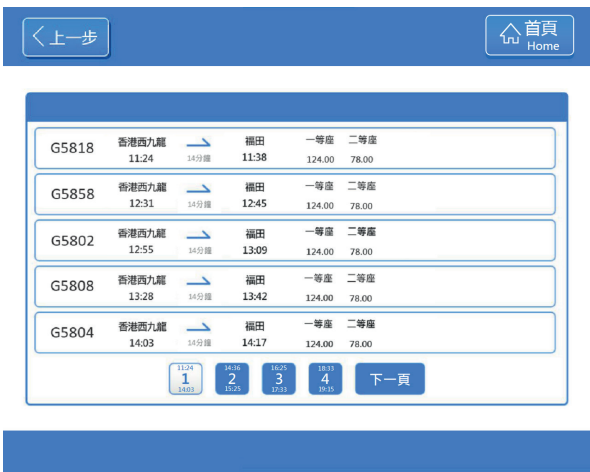 上一步
首頁
Home
G5818 香港西九龍 福田 一等座 二等座
11:24 14分鐘 11:38 124.00 78.00
G5858 香港西九龍 福田 一等座 二等座
12:31 14分鐘 12:45 124.00 78.00
G5802 香港西九龍 福田 一等座 二等座
12:55 14分鐘 13:09 124.00 78.00
G5808 香港西九龍 福田 一等座 二等座
13:28 14分鐘 13:42 124.00 78.00
G5804 香港西九龍 福田 一等座 二等座
14:03 14分鐘 14:17 124.00 78.00
11:24 14:36 16:25 18:33
1 2 3 4 下一頁
14:03 15:25 17:33 19:15